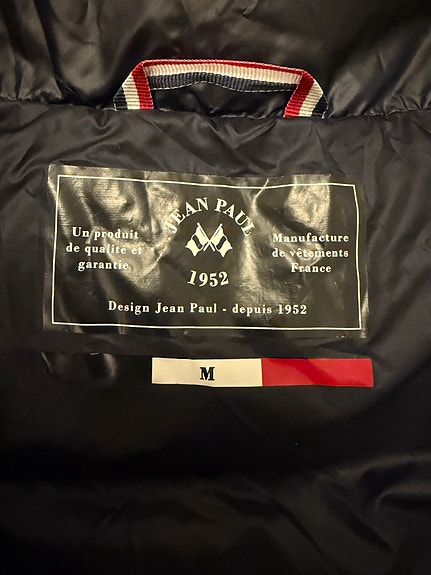 JEAN PAUL
Un produit
de qualité et
garantie
Manufacture
de vêtements
France
1952
Design Jean Paul - depuis 1952
M